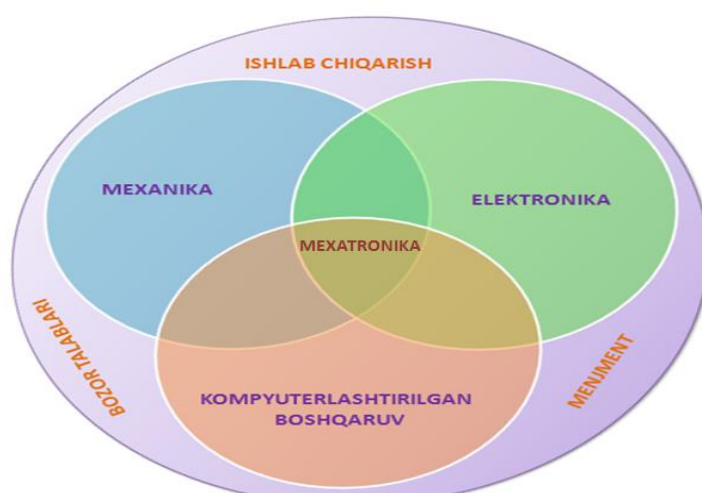 ISHLAB CHIQARISH
MEXANIKA
ELEKTRONIKA
MEXATRONIKA
BOZOR TALABLARI
MENJMENT
KOMPYUTERLASHTIRILGAN
BOSHQARUV